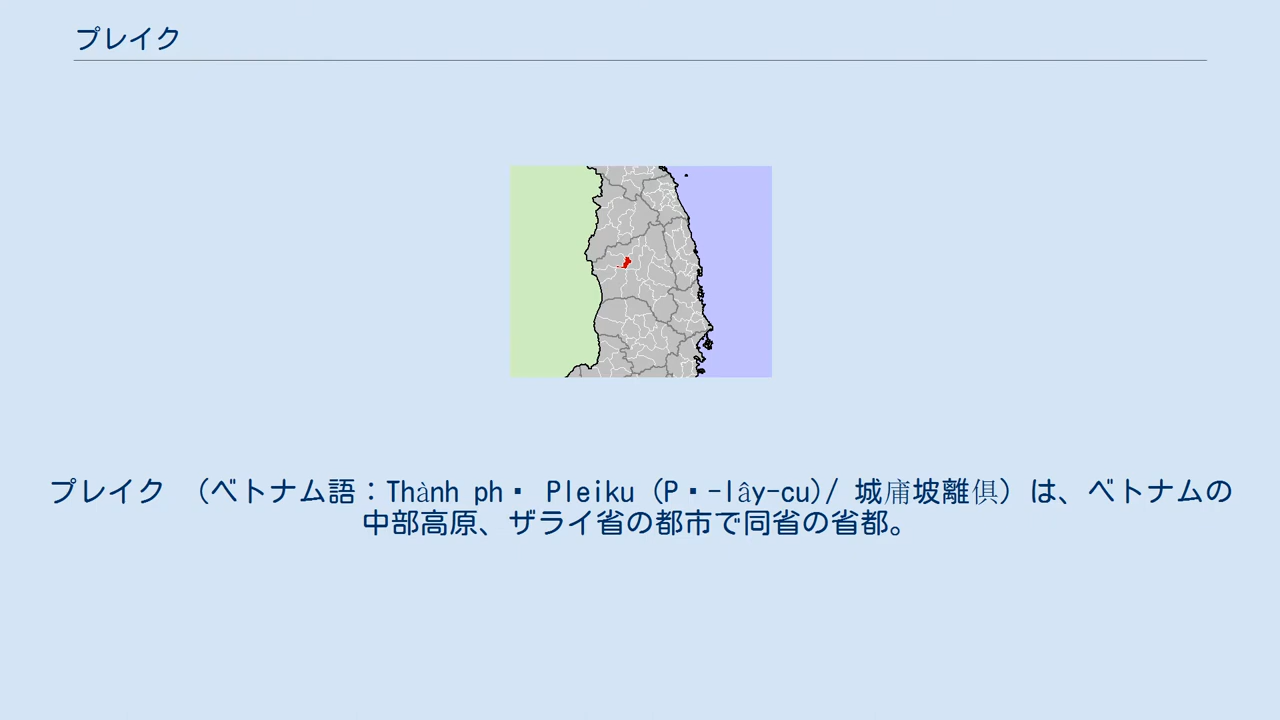 プレイク
プレイク （ベトナム語：Thành ph▪ Pleiku (P▪-lây-cu)/ 城庯坡離俱）は、ベトナムの
中部高原、ザライ省の都市で同省の省都。